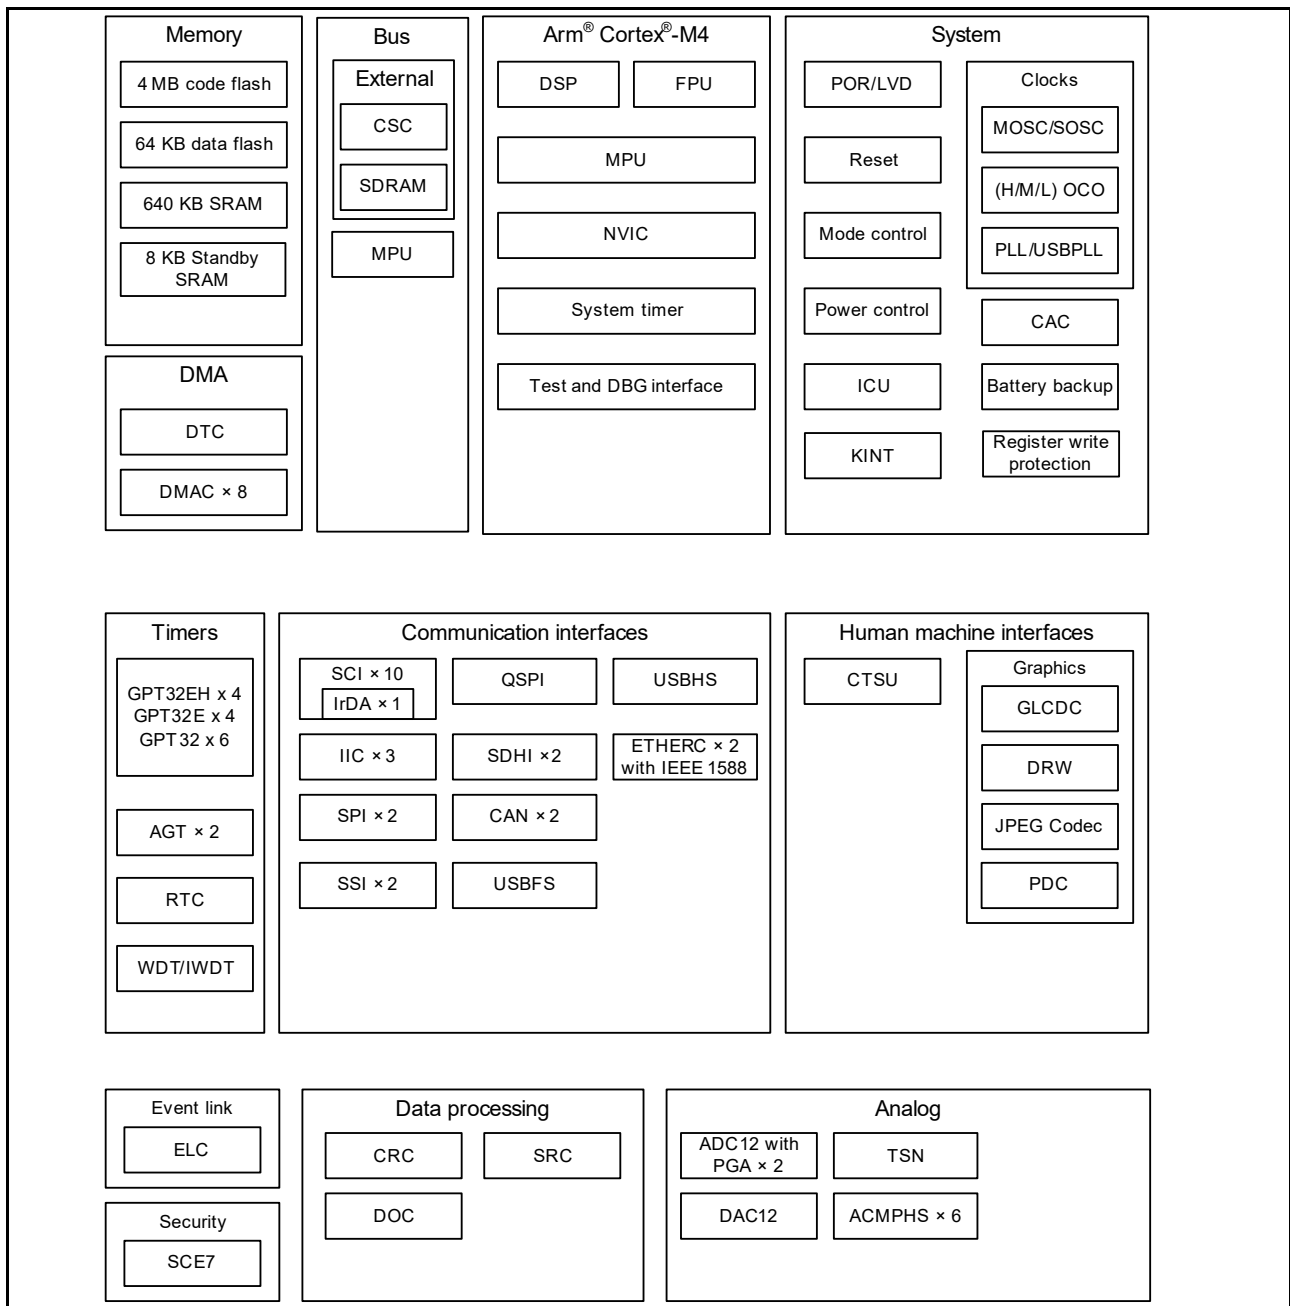 Memory
4 MB code flash
64 KB data flash
640 KB SRAM
8 KB Standby
SRAM
DMA
DTC
DMAC × 8
Bus
External
CSC
SDRAM
MPU
Arm® Cortex®-M4
DSP
FPU
MPU
NVIC
System timer
Test and DBG interface
System
POR/LVD
Reset
Mode control
Power control
ICU
KINT
Clocks
MOSC/SOSC
(H/M/L) OCO
PLL/USBPLL
CAC
Battery backup
Register write
protection
Timers
GPT32EH x 4
GPT32E x 4
GPT32 x 6
AGT × 2
RTC
WDT/IWDT
Communication interfaces
SCI × 10
IrDA × 1
IIC × 3
SPI × 2
SSI × 2
QSPI
SDHI × 2
CAN × 2
USBFS
USBHS
ETHERC × 2
with IEEE 1588
Human machine interfaces
CTSU
Graphics
GLCDC
DRW
JPEG Codec
PDC
Event link
ELC
Security
SCE7
Data processing
CRC
SRC
DOC
Analog
ADC12 with
PGA × 2
TSN
DAC12
ACMPHS × 6